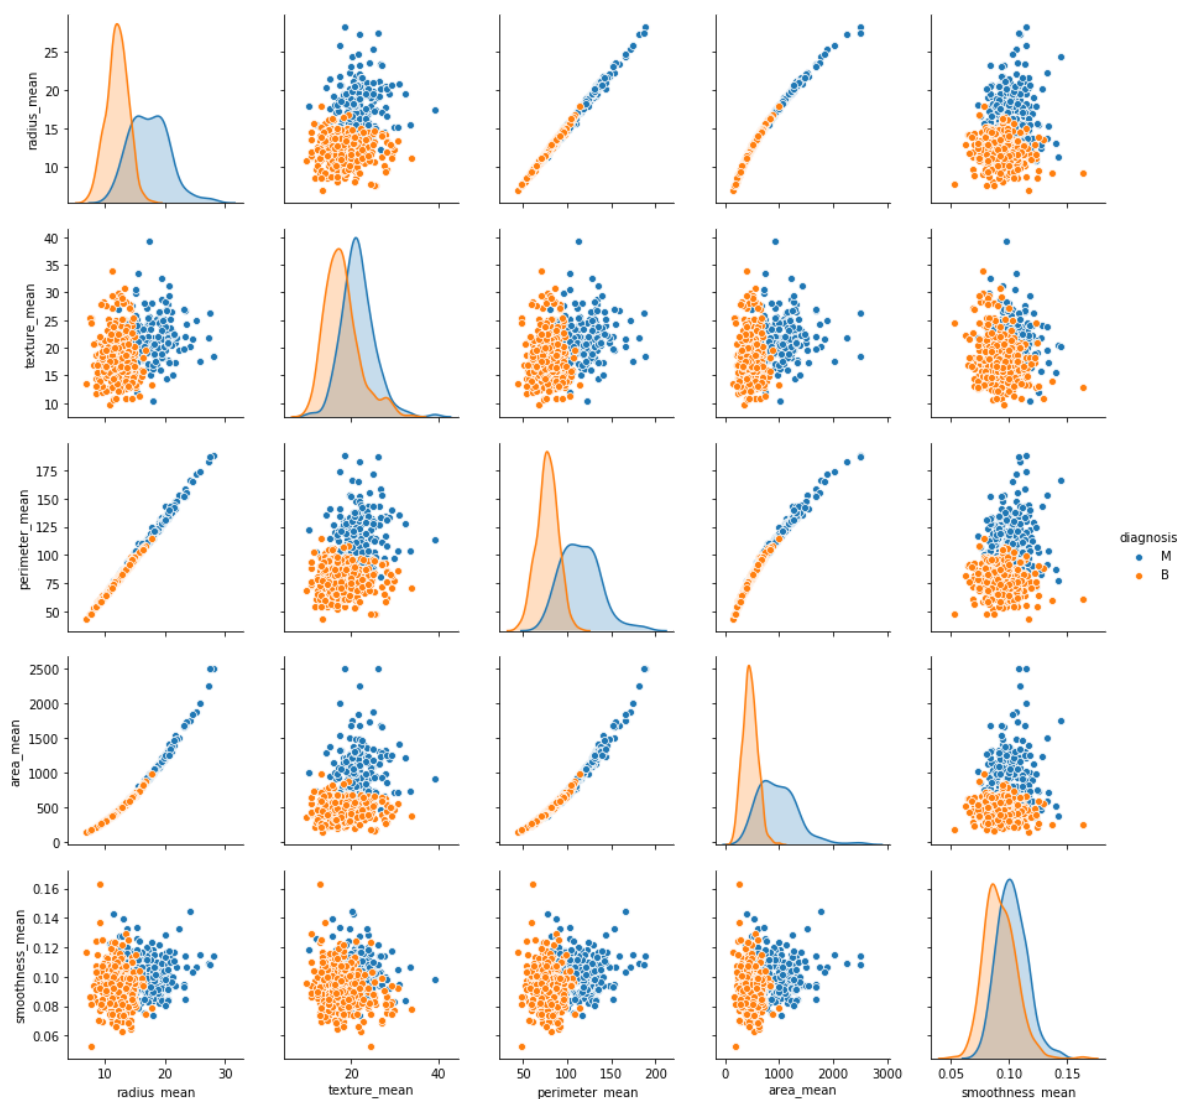 radius_mean
25
20
15
10
texture_mean
40
35
30
25
20
15
10
perimeter_mean
175
150
125
100
75
50
diagnosis
M
B
area_mean
2500
2000
1500
1000
500
0
smoothness_mean
0.16
0.14
0.12
0.10
0.08
0.06
10 20 30
radius_mean
20 40
texture_mean
50 100 150 200
perimeter_mean
0 1000 2000 3000
area_mean
0.05 0.10 0.15
smoothness_mean